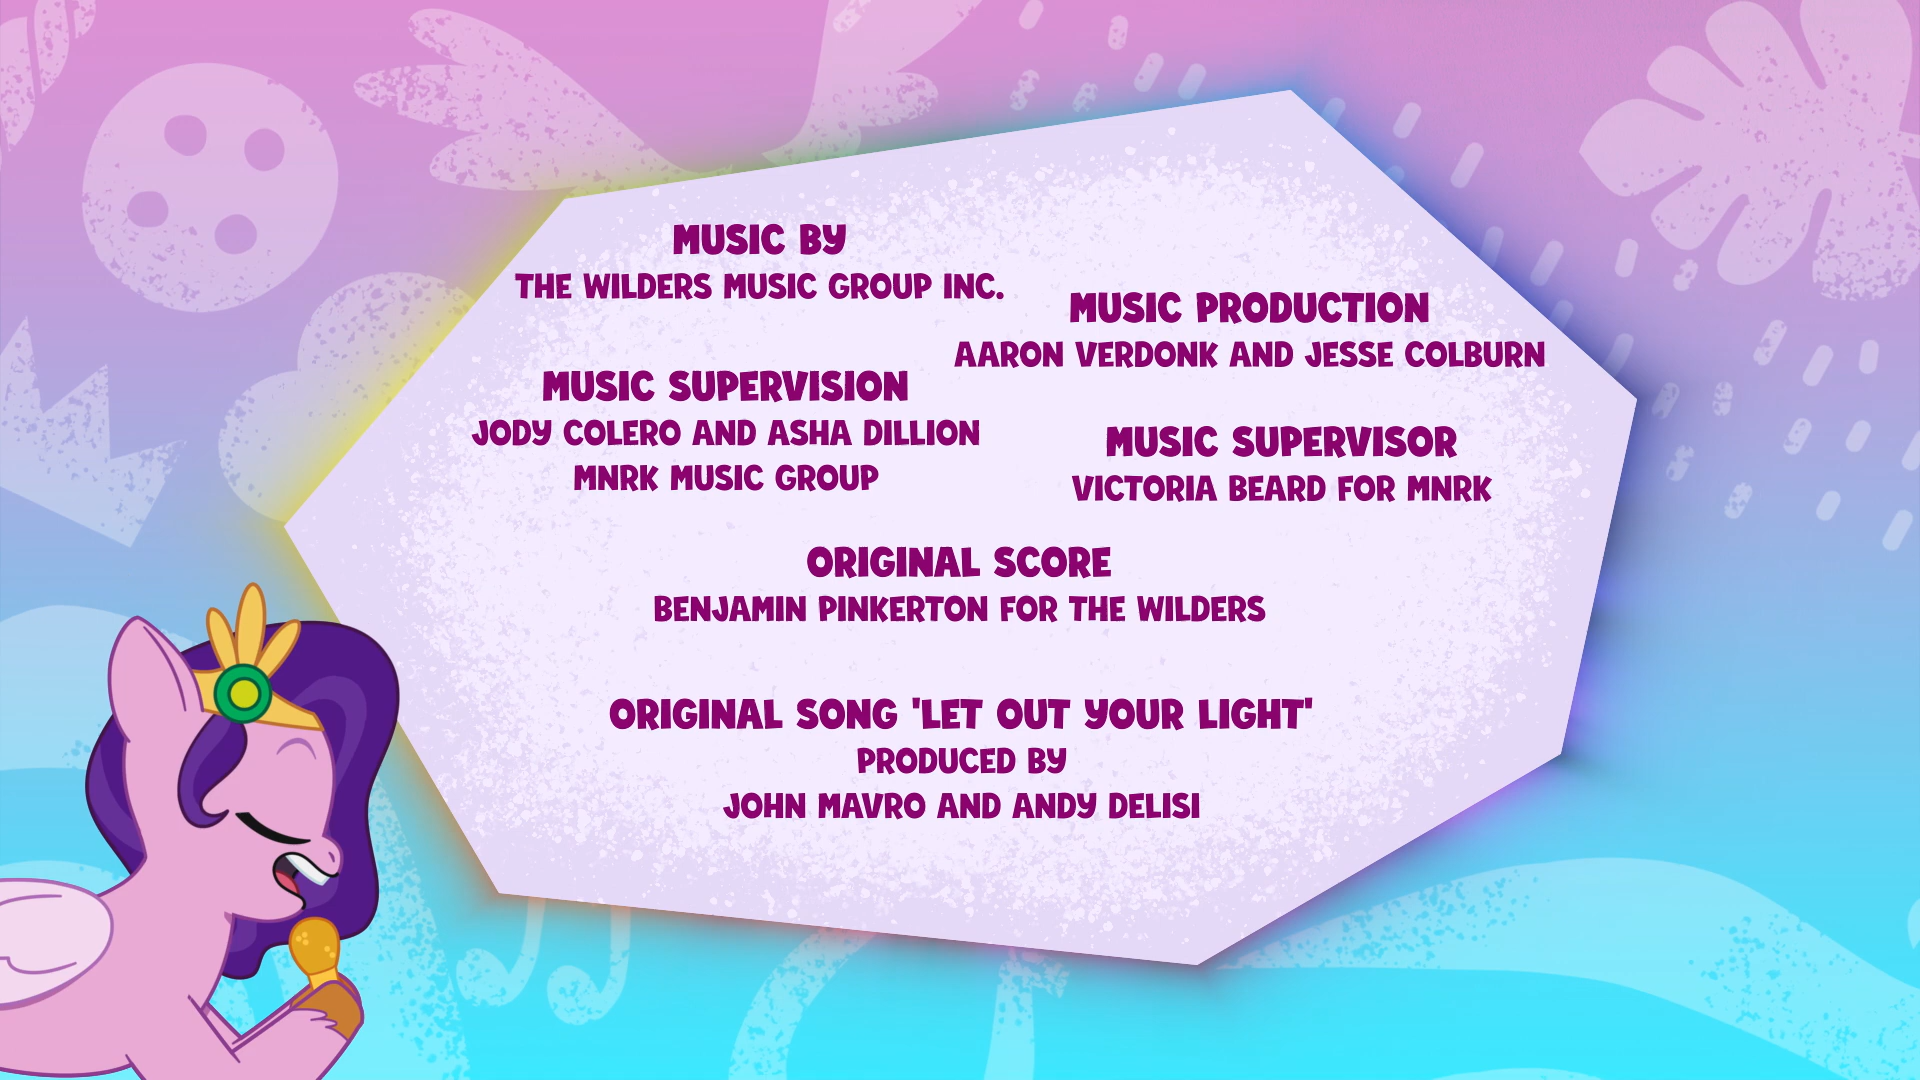 MUSIC BY
THE WILDERS MUSIC GROUP INC.
MUSIC PRODUCTION
AARON VERDONK AND JESSE COLBURN
MUSIC SUPERVISION
JODY COLERO AND ASHA DILLION
MNRK MUSIC GROUP
MUSIC SUPERVISOR
VICTORIA BEARD FOR MNRK
ORIGINAL SCORE
BENJAMIN PINKERTON FOR THE WILDERS
ORIGINAL SONG 'LET OUT YOUR LIGHT'
PRODUCED BY
JOHN MAVRO AND ANDY DELISI